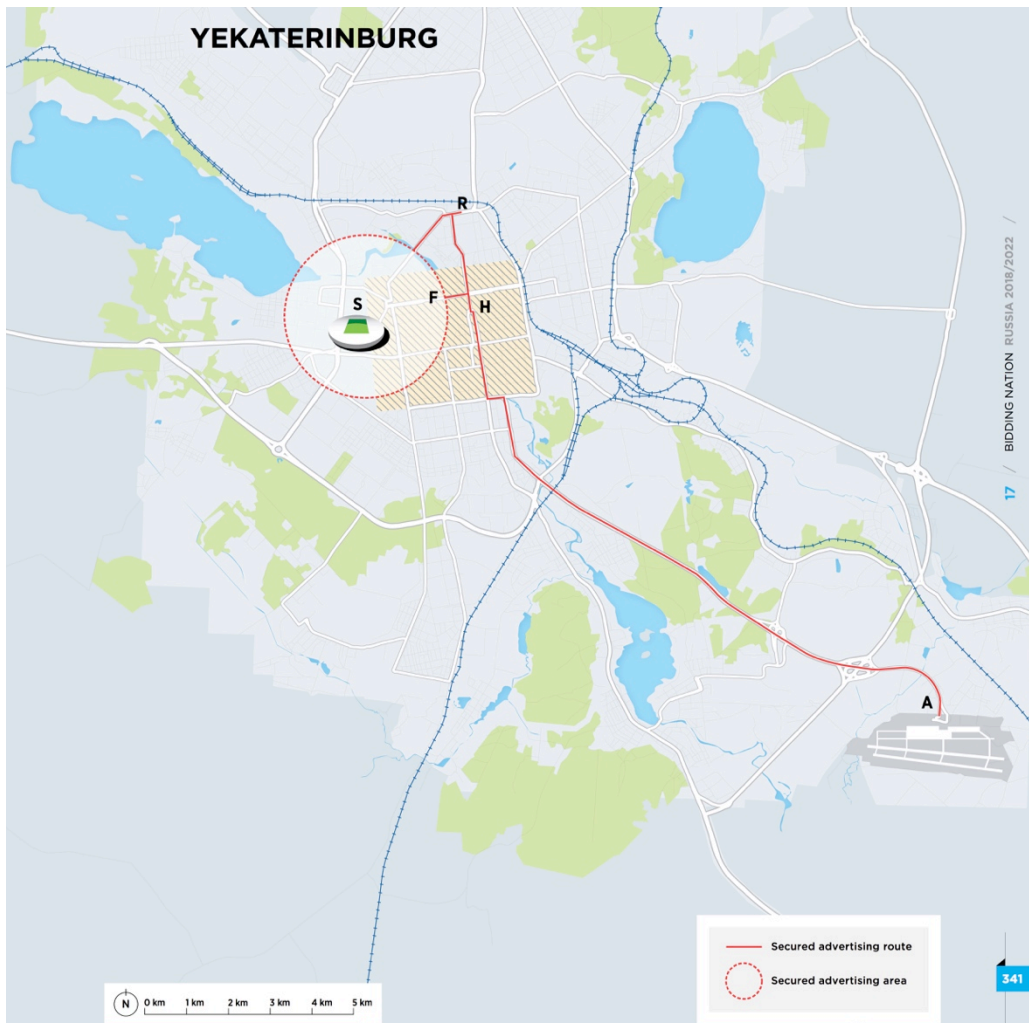 YEKATERINBURG
R
S
F
H
A
17 / BIDDING NATION RUSSIA 2018/2022 /
Secured advertising route
Secured advertising area
341
N
0 km 1 km 2 km 3 km 4 km 5 km